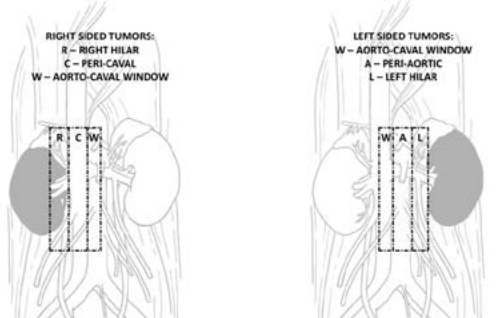 RIGHT SIDED TUMORS:
R – RIGHT HILAR
C – PERI-CAVAL
W – AORTO-CAVAL WINDOW
R C W
LEFT SIDED TUMORS:
W – AORTO-CAVAL WINDOW
A – PERI-AORTIC
L – LEFT HILAR
W A L